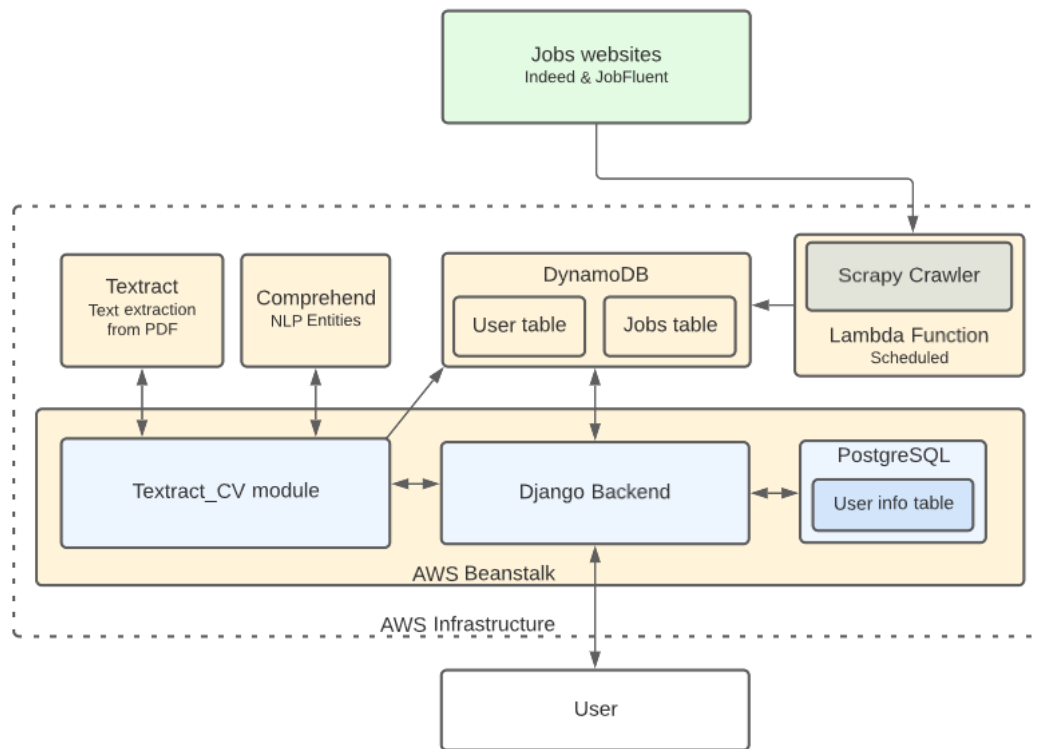 Jobs websites
Indeed & JobFluent
Textract
Text extraction
from PDF
Comprehend
NLP Entities
DynamoDB
User table
Jobs table
Scrapy Crawler
Lambda Function
Scheduled
Textract_CV module
Django Backend
PostgreSQL
User info table
AWS Beanstalk
AWS Infrastructure
User